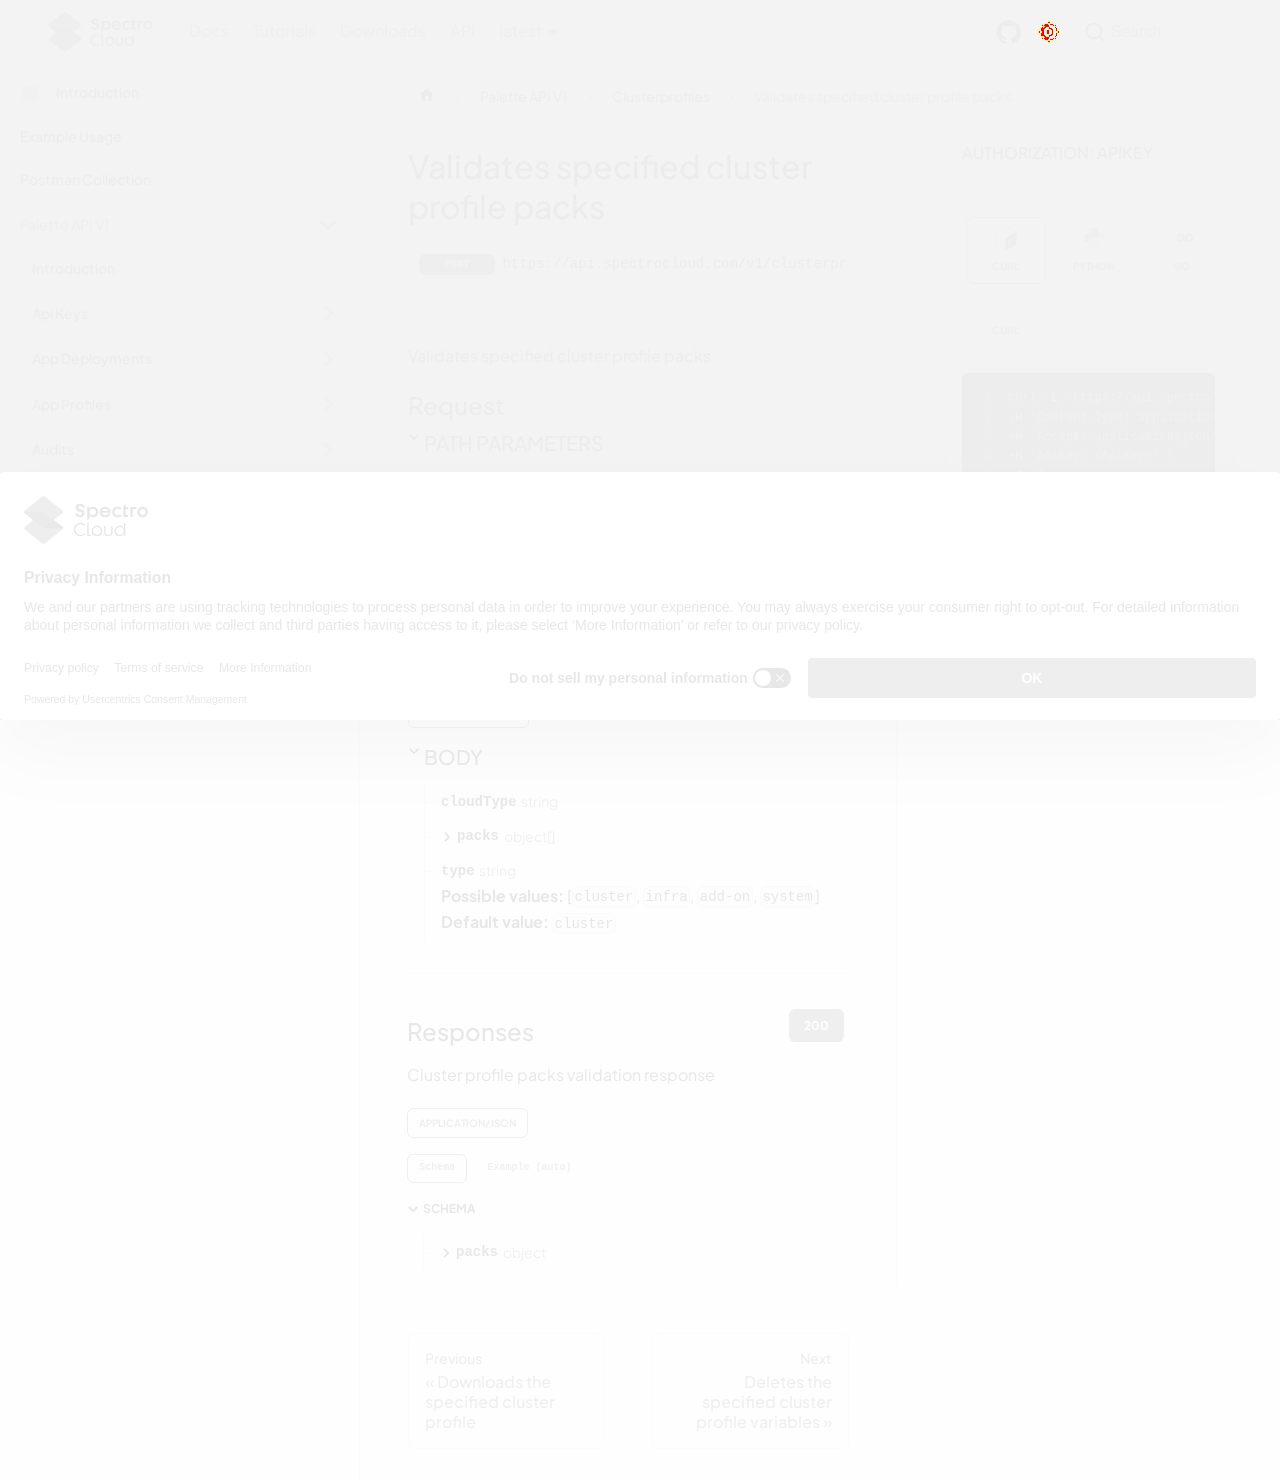 Spectro
Cloud
Docs
Tutorials
Downloads
API
latest
Search
Introduction
Example Usage
Postman Collection
Palette API V1
Introduction
Api Keys
App Deployments
App Profiles
Audits
Palette API V1
Clusterprofiles
Validates specified cluster profile packs
Validates specified cluster
profile packs
POST
https://api.spectrocloud.com/v1/clusterpr
Validates specified cluster profile packs
Request
PATH PARAMETERS
AUTHORIZATION: APIKEY
CURL
PYTHON
GO
CURL
Spectro
Cloud
Privacy Information
We and our partners are using tracking technologies to process personal data in order to improve your experience. You may always exercise your consumer right to opt-out. For detailed information
about personal information we collect and third parties having access to it, please select 'More Information' or refer to our privacy policy.
Privacy policy
Terms of service
More Information
Powered by Usercentrics Consent Management
Do not sell my personal information
OK
BODY
cloudType string
packs object[]
type string
Possible values: [cluster, infra, add-on, system]
Default value: cluster
Responses
200
Cluster profile packs validation response
APPLICATION/JSON
Schema
Example (auto)
SCHEMA
packs object
Previous
« Downloads the
specified cluster
profile
Next
Deletes the
specified cluster
profile variables »